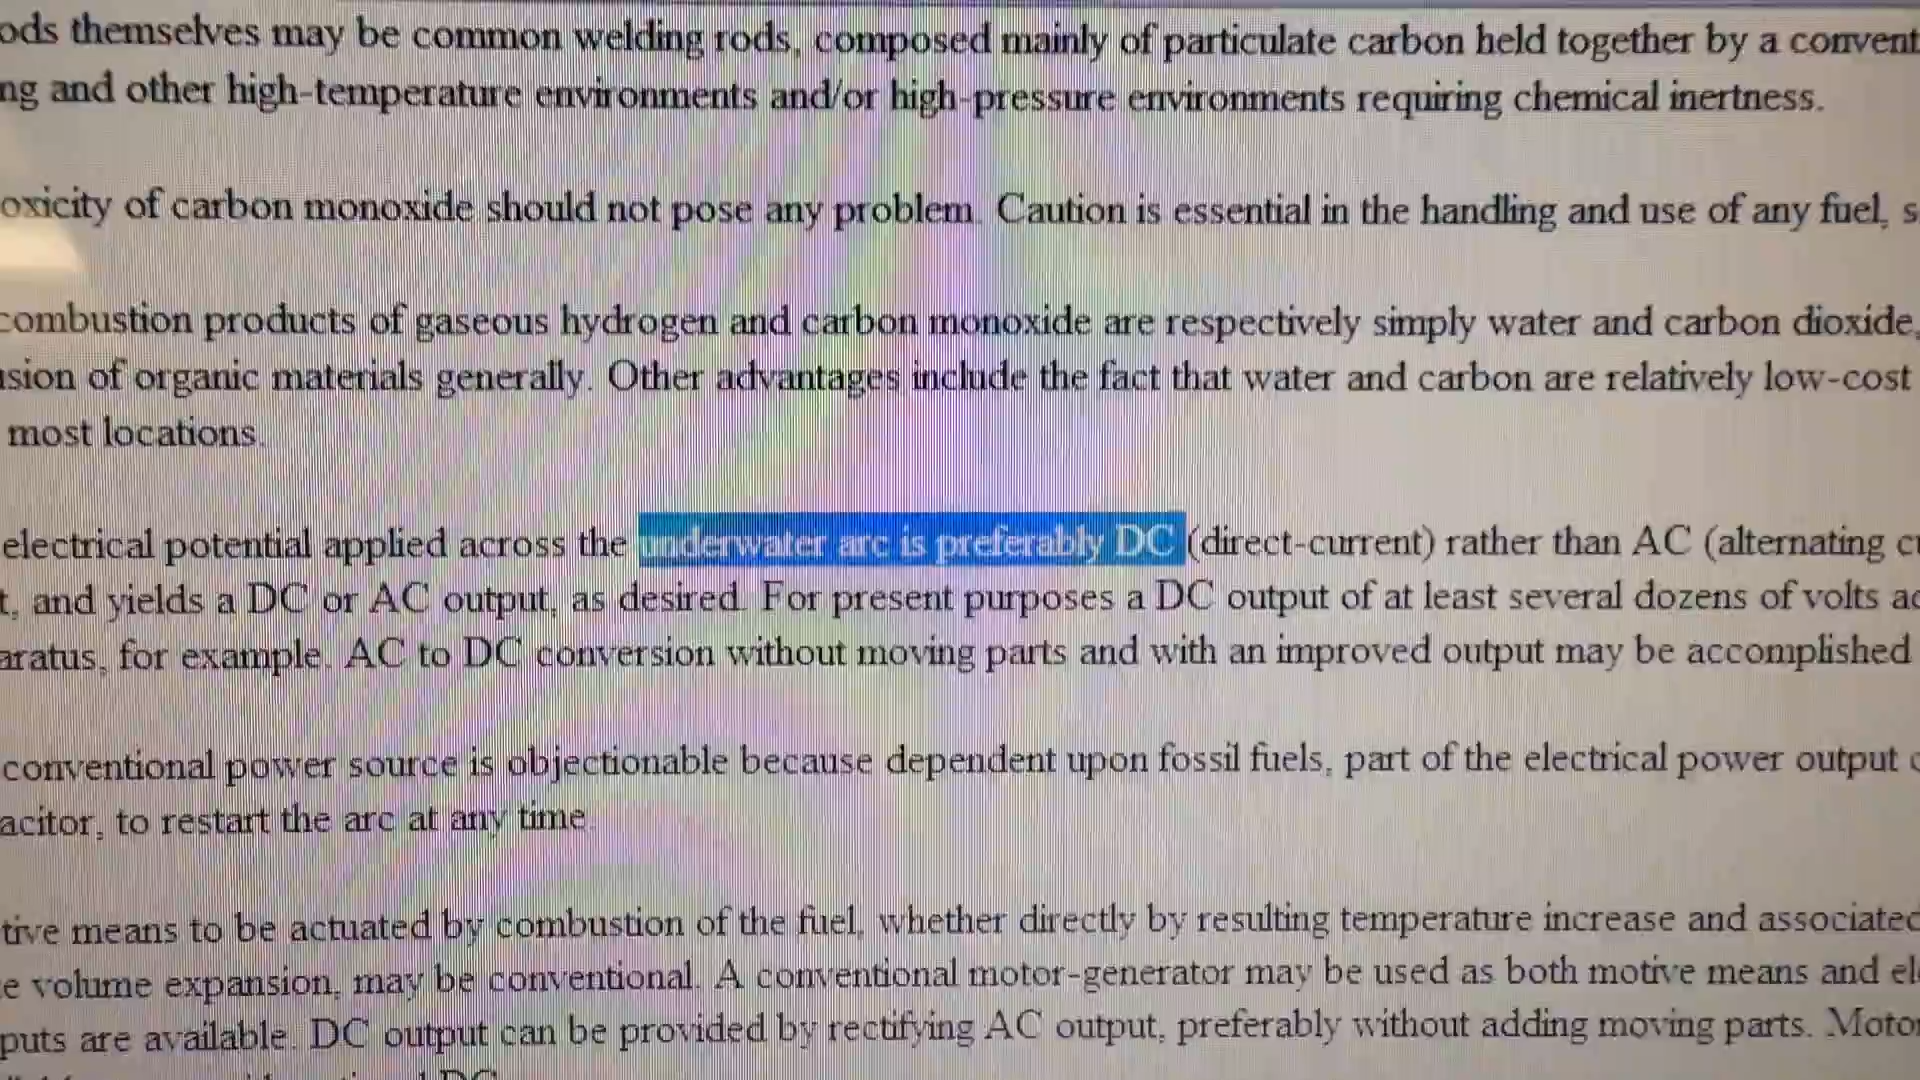 ods themselves may be common welding rods, composed mainly of particulate carbon held together by a convent
ng and other high-temperature environments and/or high-pressure environments requiring chemical inertness.
oxicity of carbon monoxide should not pose any problem. Caution is essential in the handling and use of any fuel, s
combustion products of gaseous hydrogen and carbon monoxide are respectively simply water and carbon dioxide,
sion of organic materials generally. Other advantages include the fact that water and carbon are relatively low-cost
most locations.
electrical potential applied across the underwater arc is preferably DC (direct-current) rather than AC (alternating cu
t, and yields a DC or AC output, as desired. For present purposes a DC output of at least several dozens of volts ac
aratus, for example. AC to DC conversion without moving parts and with an improved output may be accomplished
conventional power source is objectionable because dependent upon fossil fuels, part of the electrical power output
acitor, to restart the arc at any time.
tive means to be actuated by combustion of the fuel, whether directly by resulting temperature increase and associated
e volume expansion, may be conventional. A conventional motor-generator may be used as both motive means and ele
puts are available. DC output can be provided by rectifying AC output, preferably without adding moving parts. Motor